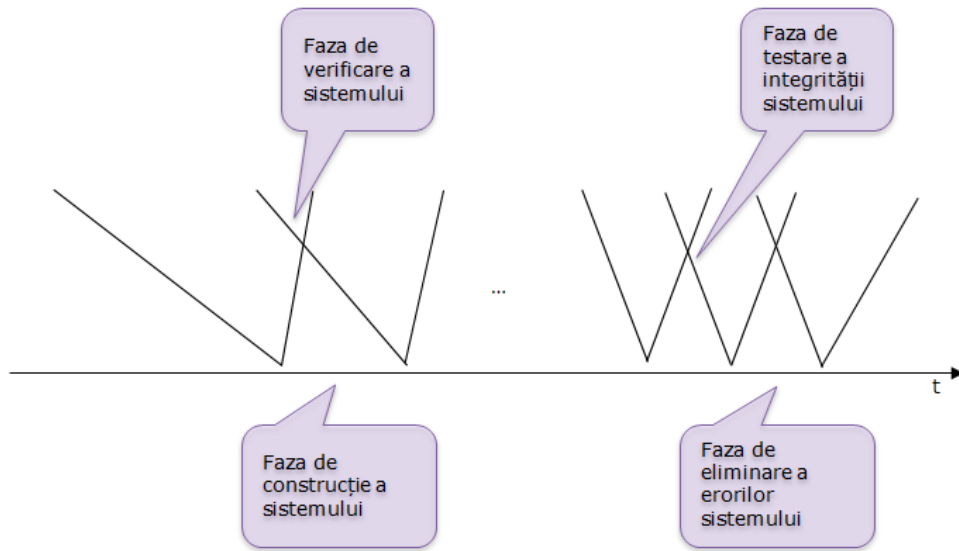 Faza de
verificare a
sistemului
Faza de
testare a
integrității
sistemului
...
t
Faza de
construcție a
sistemului
Faza de
eliminare a
erorilor
sistemului